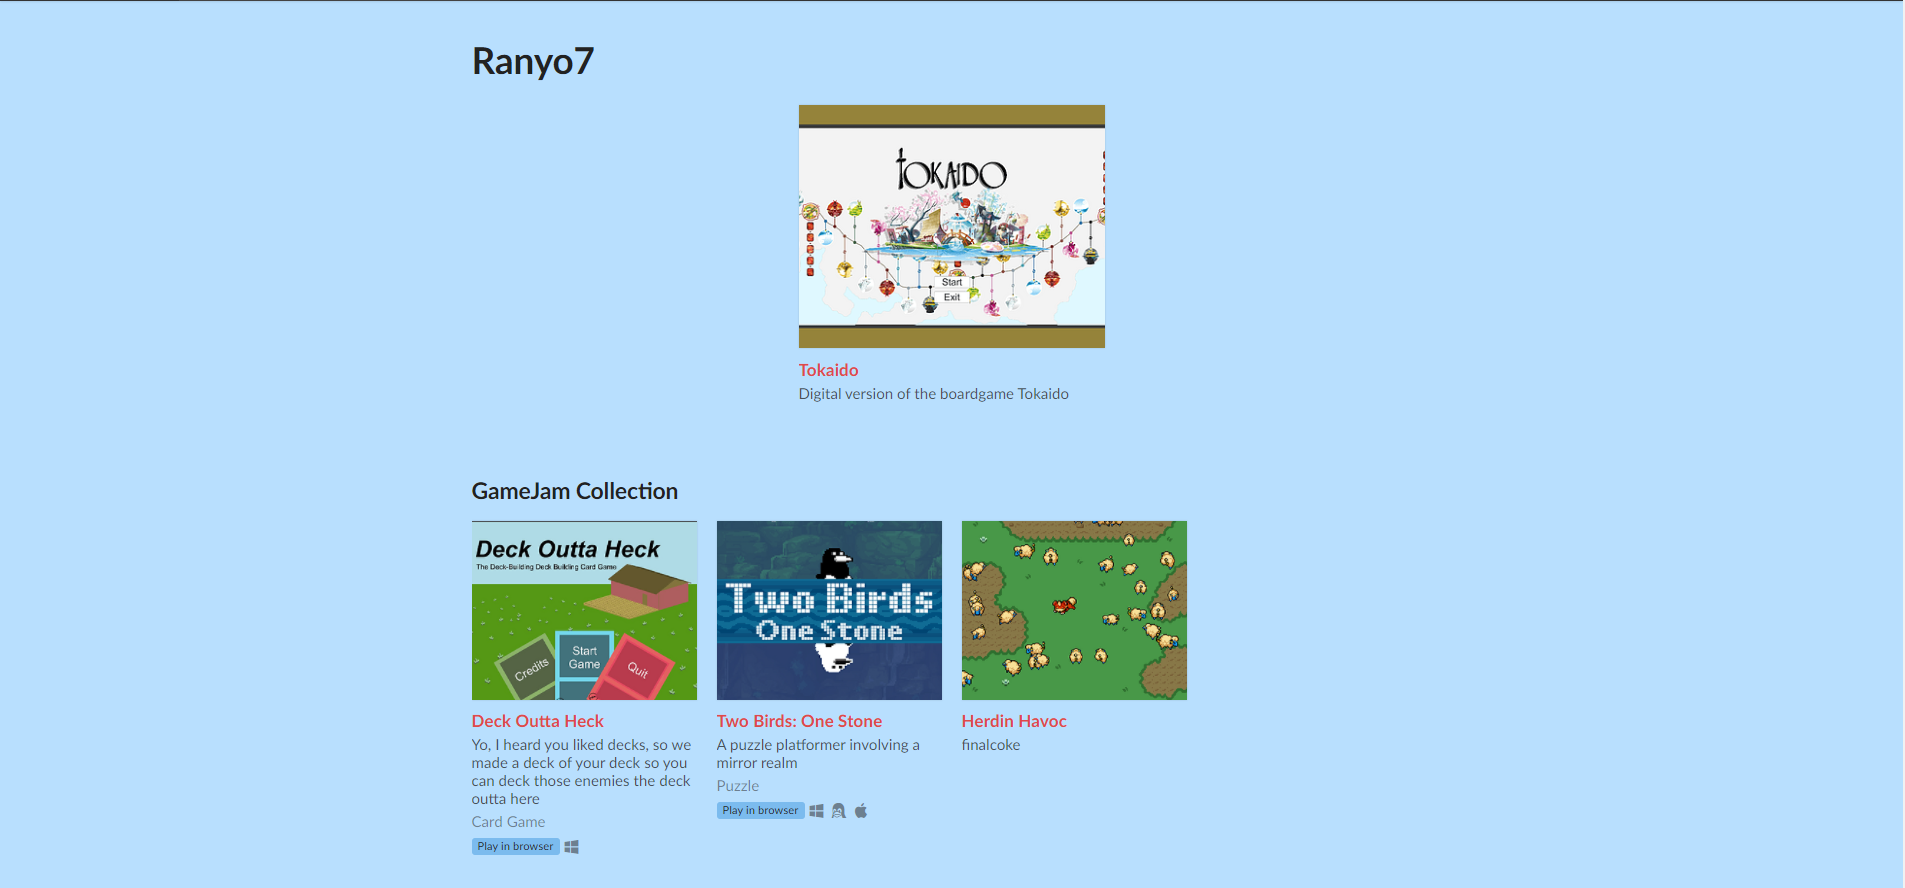 Ranyo7
TOKAIDO
Start
Exit
Tokaido
Digital version of the boardgame Tokaido
GameJam Collection
Deck Outta Heck
The Deck-Building Deck Building Card Game
Credits
Start
Game
Quit
Deck Outta Heck
Yo, I heard you liked decks, so we
made a deck of your deck so you
can deck those enemies the deck
outta here
Card Game
Play in browser
Two Birds
One Stone
Two Birds: One Stone
A puzzle platformer involving a
mirror realm
Puzzle
Play in browser
Herdin Havoc
finalcoke